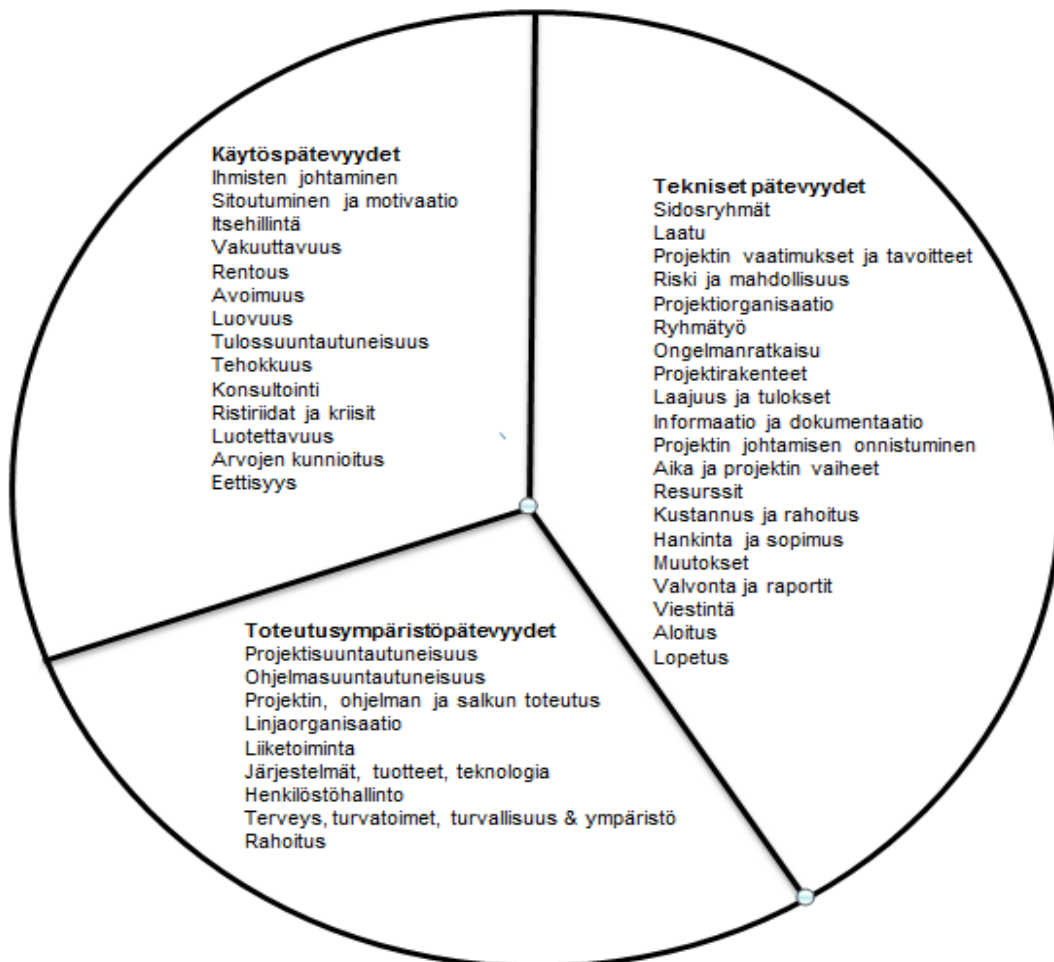 Käytöspätevyydet
Ihmisten johtaminen
Sitoutuminen ja motivaatio
Itsehillintä
Vakuuttavuus
Rentous
Avoimuus
Luovuus
Tulossuuntautuneisuus
Tehokkuus
Konsultointi
Ristiriidat ja kriisit
Luotettavuus
Arvojen kunnioitus
Eettisyys
Tekniset pätevyydet
Sidosryhmät
Laatu
Projektin vaatimukset ja tavoitteet
Riski ja mahdollisuus
Projektiorganisaatio
Ryhmätyö
Ongelmanratkaisu
Projektirakenteet
Laajuus ja tulokset
Informaatio ja dokumentaatio
Projektin johtamisen onnistuminen
Aika ja projektin vaiheet
Resurssit
Kustannus ja rahoitus
Hankinta ja sopimus
Muutokset
Valvonta ja raportit
Viestintä
Aloitus
Lopetus
Toteutusympäristöpätevyydet
Projektisuuntautuneisuus
Ohjelmasuuntautuneisuus
Projektin, ohjelman ja salkun toteutus
Linjaorganisaatio
Liiketoiminta
Järjestelmät, tuotteet, teknologia
Henkilöstöhallinto
Terveys, turvatoimet, turvallisuus & ympäristö
Rahoitus